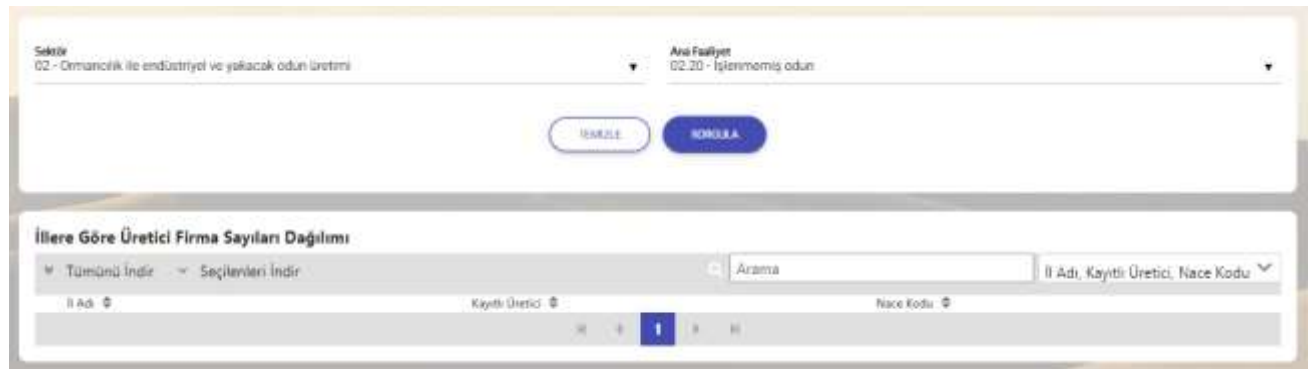 Sektör
02 - Ormancılık ile endüstriyel ve yakacak odun üretimi
Ana Faaliyet
02.20 - İşlenmemiş odun
TEMİZLE
SORGULA
İllere Göre Üretici Firma Sayıları Dağılımı
Tümünü İndir
Seçilenleri İndir
Arama
İl Adı, Kayıtlı Üretici, Nace Kodu
İl Adı
Kayıtlı Üretici
Nace Kodu
1